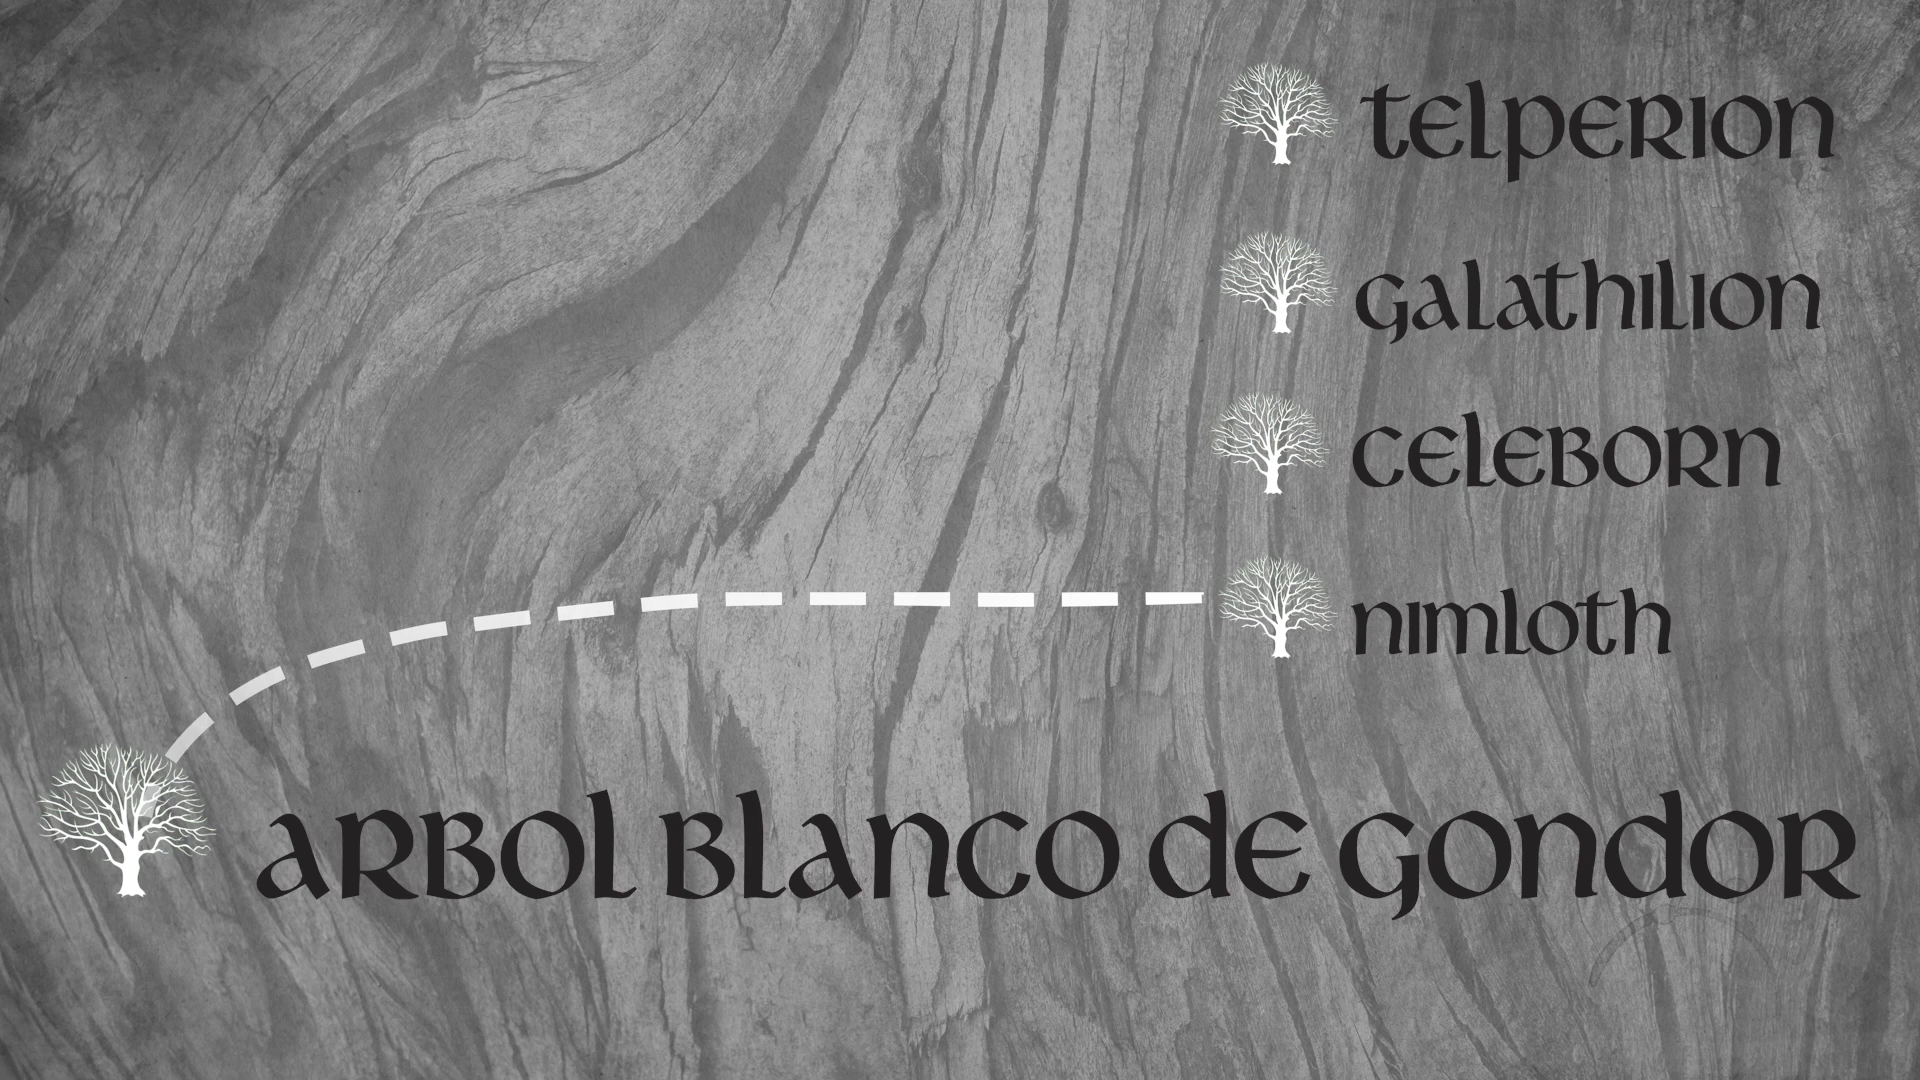 telperion
galathilion
celeborn
nimloth
arbol blanco de gondor